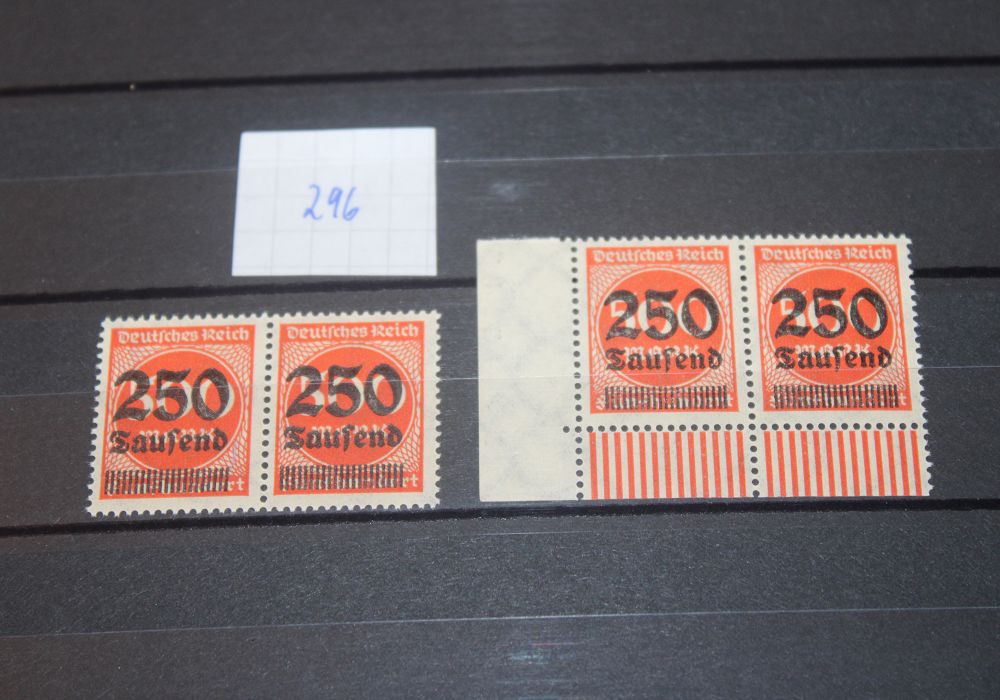 296
Deutsches Reich
250
Tausend
Deutsches Reich
250
Tausend
Deutsches Reich
250
Tausend
Deutsches Reich
250
Tausend